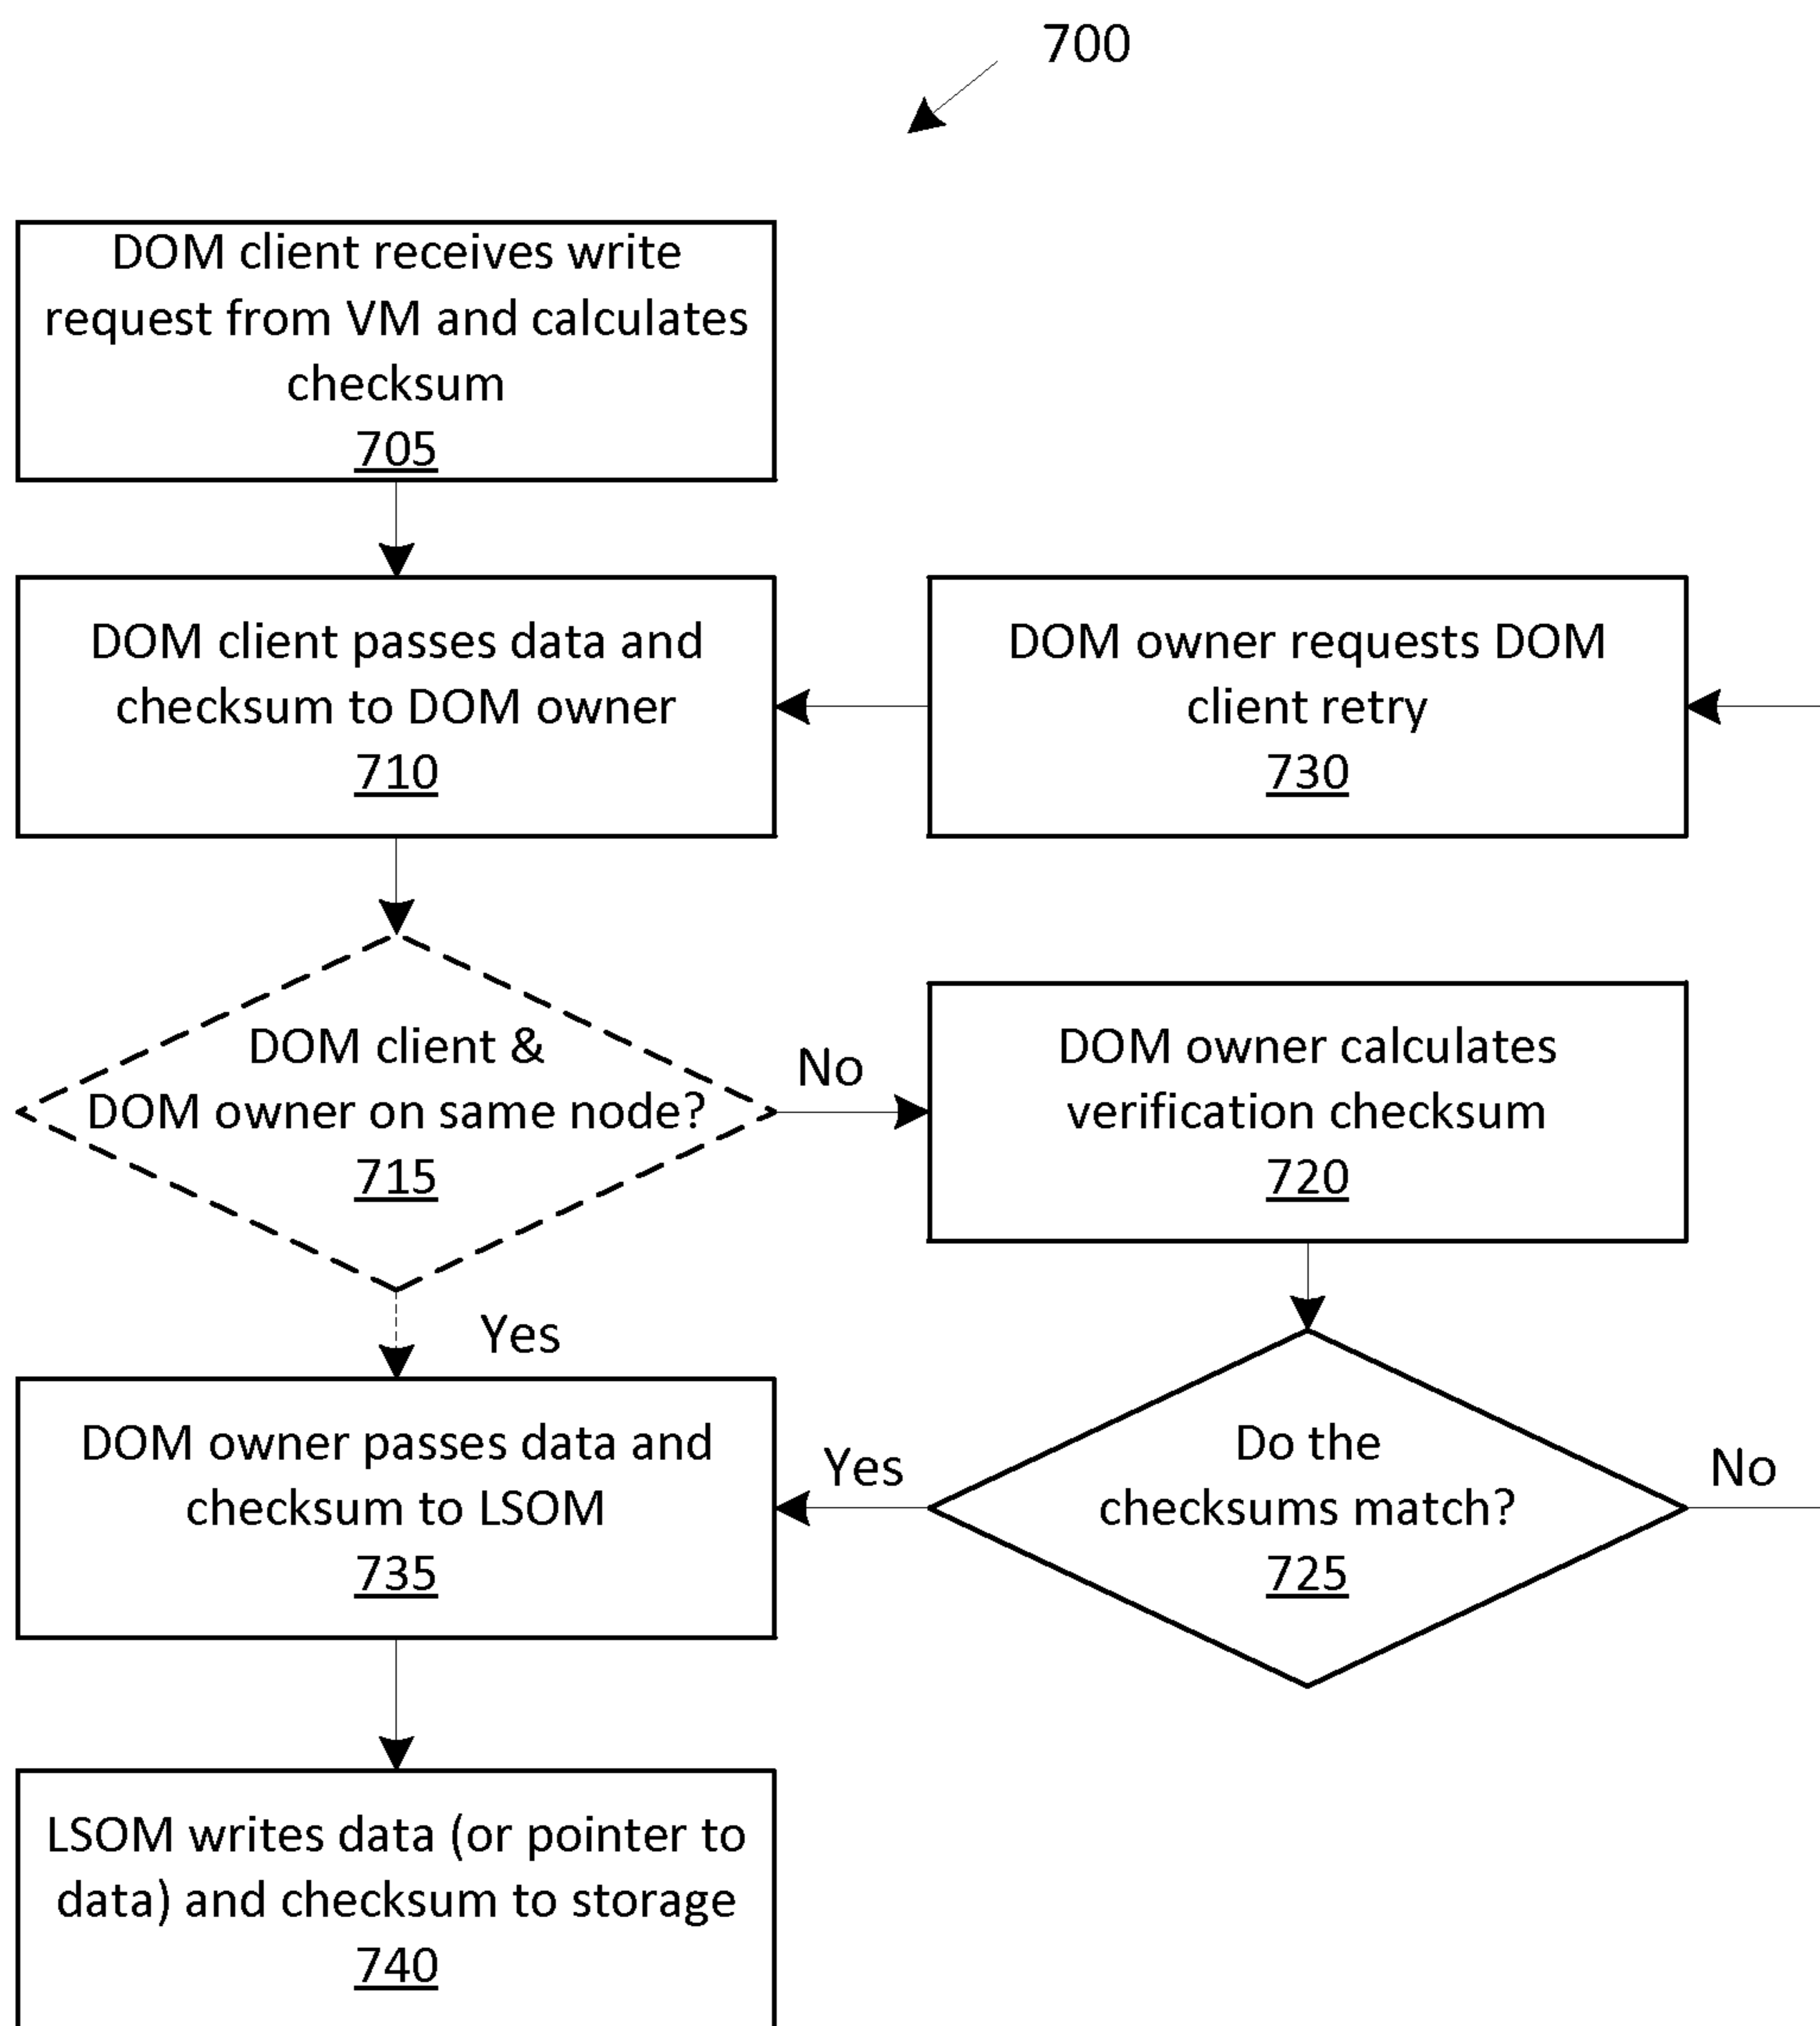 700
DOM client receives write
request from VM and calculates
checksum
705
DOM client passes data and
checksum to DOM owner
710
DOM owner requests DOM
client retry
730
DOM client &
DOM owner on same node?
715
No
DOM owner calculates
verification checksum
720
Yes
DOM owner passes data and
checksum to LSOM
735
Yes
Do the
checksums match?
725
No
LSOM writes data (or pointer to
data) and checksum to storage
740